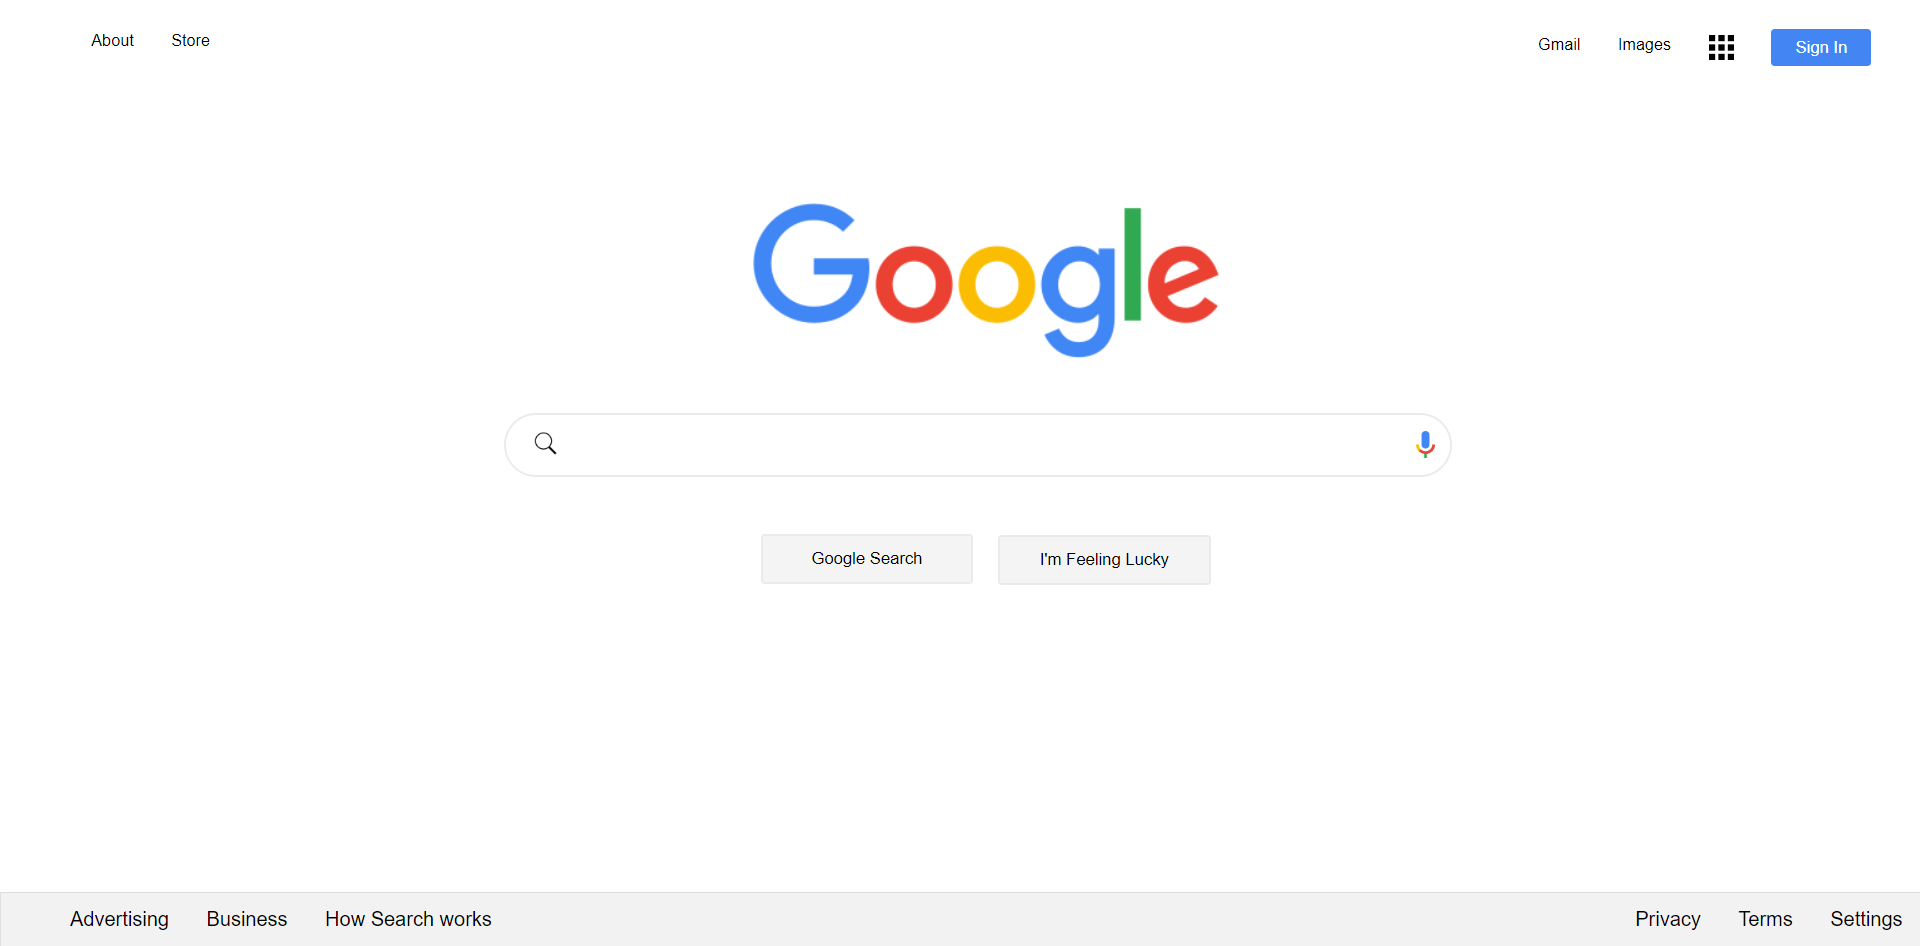 About Store
Gmail Images Sign In
Google
Google Search I'm Feeling Lucky
Advertising Business How Search works Privacy Terms Settings